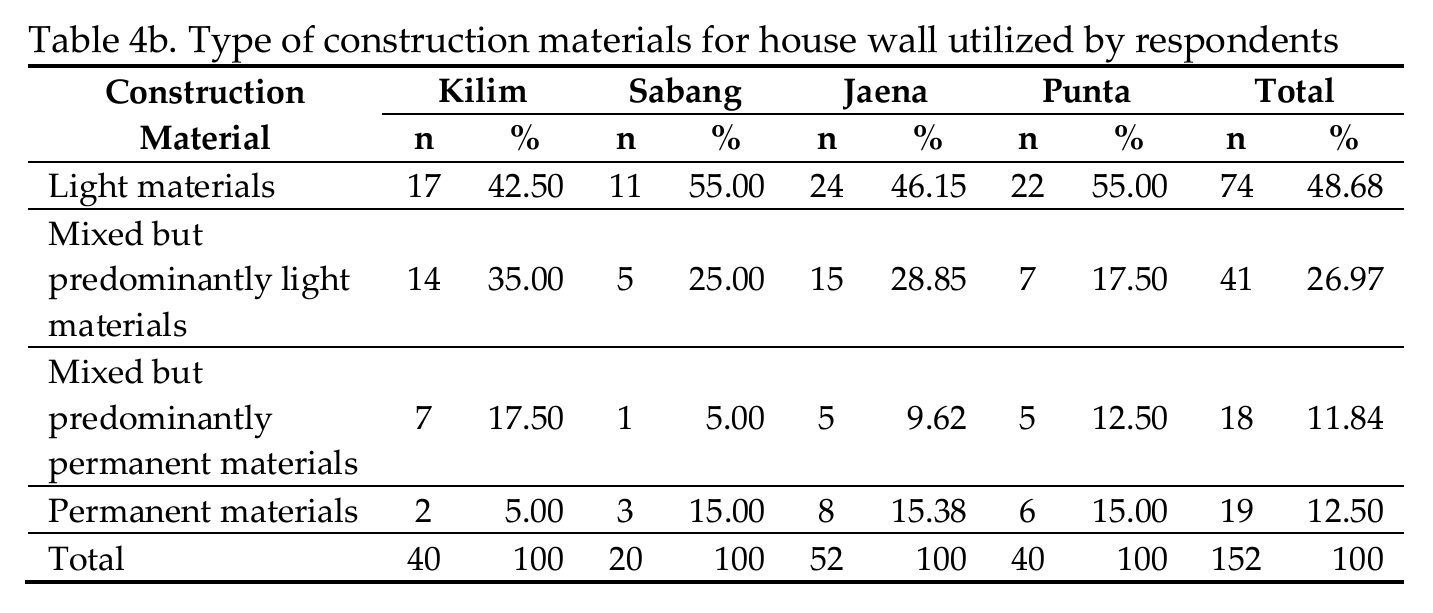 Table 4b. Type of construction materials for house wall utilized by respondents
Construction Kilim Sabang Jaena Punta Total
Material n % n % n % n % n %
Light materials 17 42.50 11 55.00 24 46.15 22 55.00 74 48.68
Mixed but
predominantly light 14 35.00 5 25.00 15 28.85 7 17.50 41 26.97
materials
Mixed but
predominantly 7 17.50 1 5.00 5 9.62 5 12.50 18 11.84
permanent materials
Permanent materials 2 5.00 3 15.00 8 15.38 6 15.00 19 12.50
Total 40 100 20 100 52 100 40 100 152 100